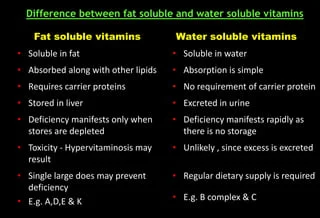 Difference between fat soluble and water soluble vitamins
Fat soluble vitamins
• Soluble in fat
• Absorbed along with other lipids
• Requires carrier proteins
• Stored in liver
• Deficiency manifests only when
stores are depleted
• Toxicity - Hypervitaminosis may
result
• Single large does may prevent
deficiency
• E.g. A,D,E & K
Water soluble vitamins
• Soluble in water
• Absorption is simple
• No requirement of carrier protein
• Excreted in urine
• Deficiency manifests rapidly as
there is no storage
• Unlikely , since excess is excreted
• Regular dietary supply is required
• E.g. B complex & C